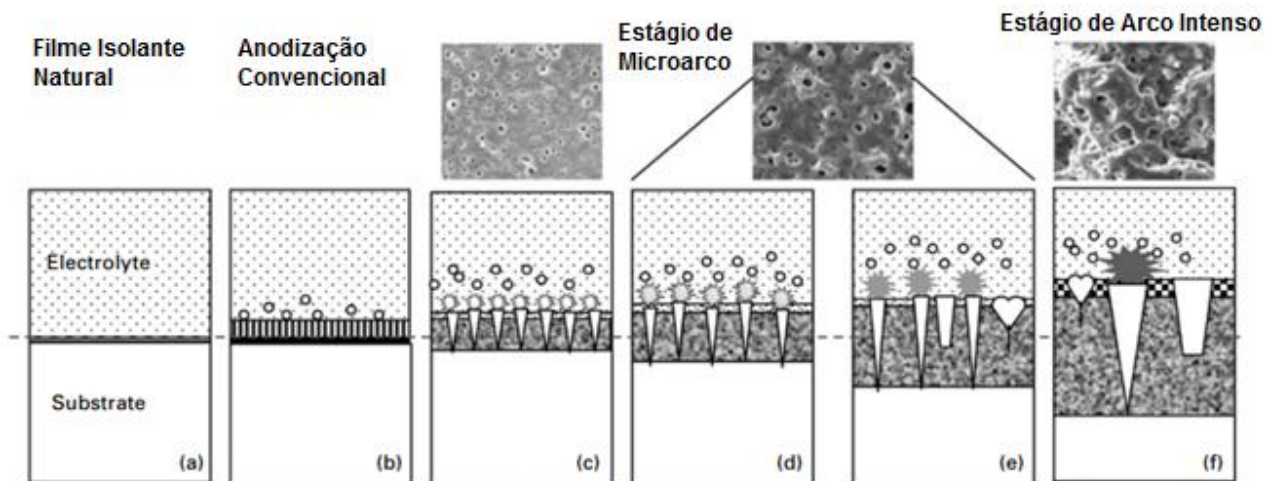 Filme Isolante
Natural
Anodização
Convencional
Estágio de
Microarco
Estágio de Arco Intenso
Electrolyte
Substrate
(a)
(b)
(c)
(d)
(e)
(f)